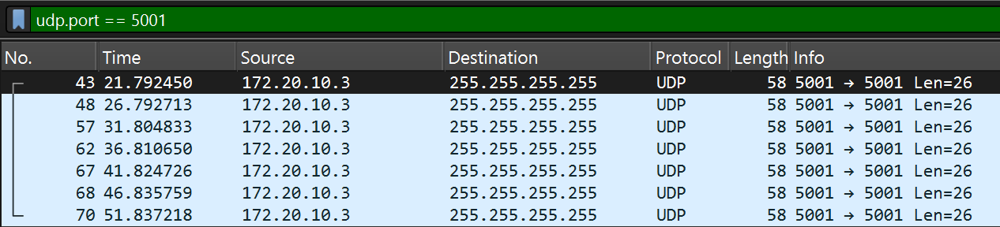 udp.port == 5001
No. Time Source Destination Protocol Length Info
43 21.792450 172.20.10.3 255.255.255.255 UDP 58 5001 → 5001 Len=26
48 26.792713 172.20.10.3 255.255.255.255 UDP 58 5001 → 5001 Len=26
57 31.804833 172.20.10.3 255.255.255.255 UDP 58 5001 → 5001 Len=26
62 36.810650 172.20.10.3 255.255.255.255 UDP 58 5001 → 5001 Len=26
67 41.824726 172.20.10.3 255.255.255.255 UDP 58 5001 → 5001 Len=26
68 46.835759 172.20.10.3 255.255.255.255 UDP 58 5001 → 5001 Len=26
70 51.837218 172.20.10.3 255.255.255.255 UDP 58 5001 → 5001 Len=26